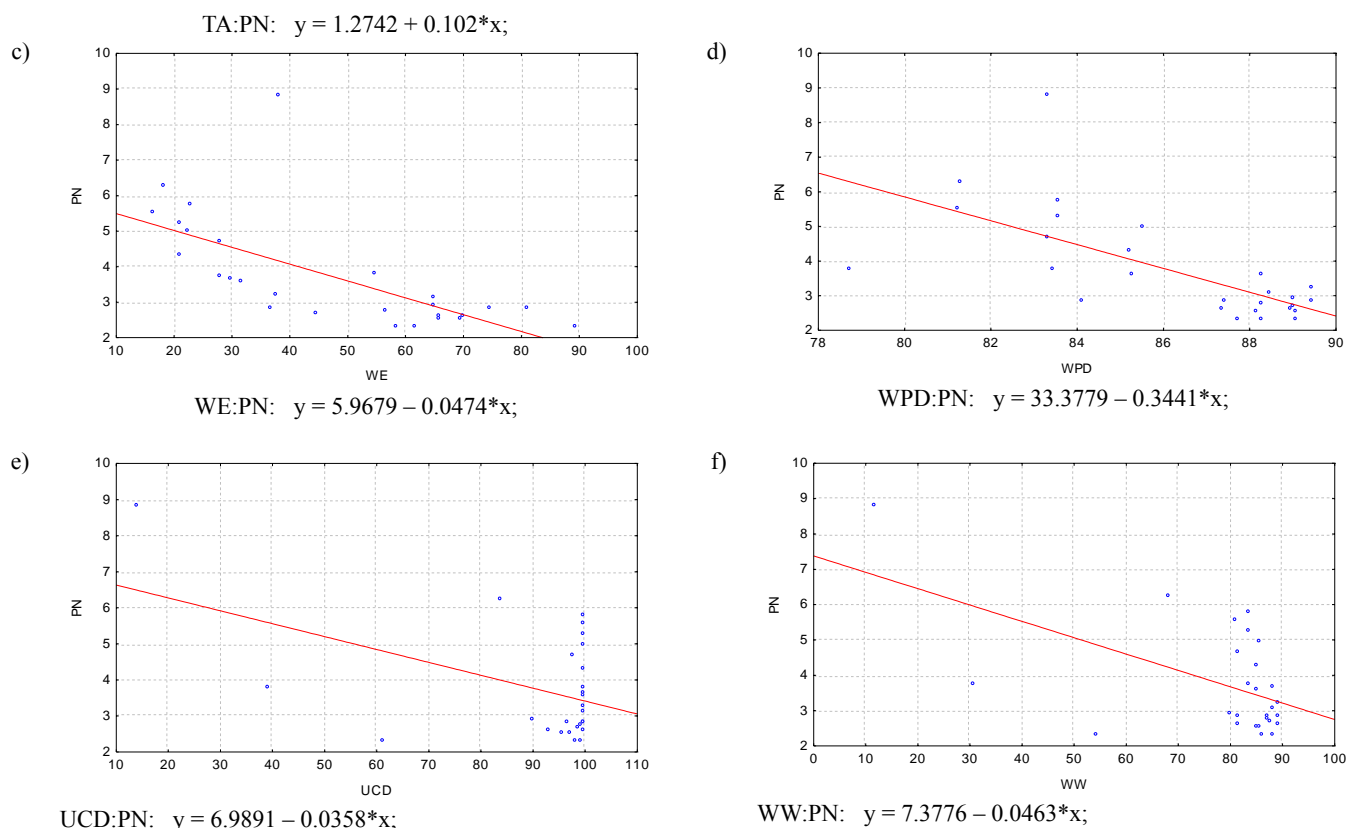 TA:PN: y = 1.2742 + 0.102*x;
c)
10
9
8
7
6
5
4
3
2
PN
10 20 30 40 50 60 70 80 90 100
WE
WE:PN: y = 5.9679 – 0.0474*x;
d)
10
9
8
7
6
5
4
3
2
PN
78 80 82 84 86 88 90
WPD
WPD:PN: y = 33.3779 – 0.3441*x;
e)
10
9
8
7
6
5
4
3
2
PN
10 20 30 40 50 60 70 80 90 100 110
UCD
UCD:PN: y = 6.9891 – 0.0358*x;
f)
10
9
8
7
6
5
4
3
2
PN
0 10 20 30 40 50 60 70 80 90 100
WW
WW:PN: y = 7.3776 – 0.0463*x;